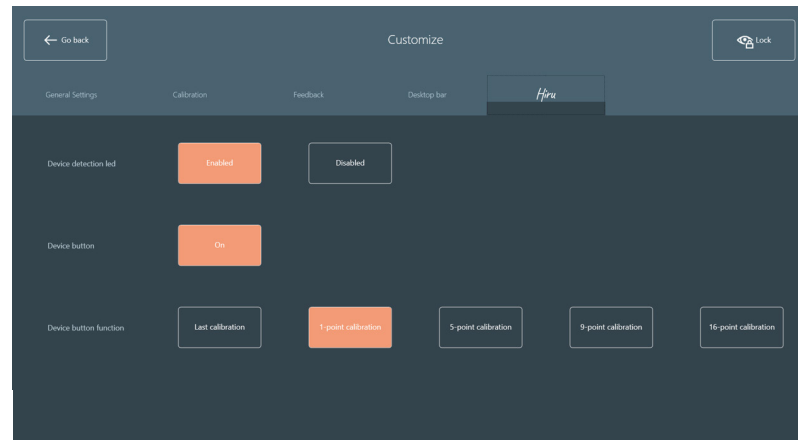 Go back
Customize
Lock
General Settings
Calibration
Feedback
Desktop bar
Hiru
Device detection led
Enabled
Disabled
Device button
On
Device button function
Last calibration
1-point calibration
5-point calibration
9-point calibration
16-point calibration